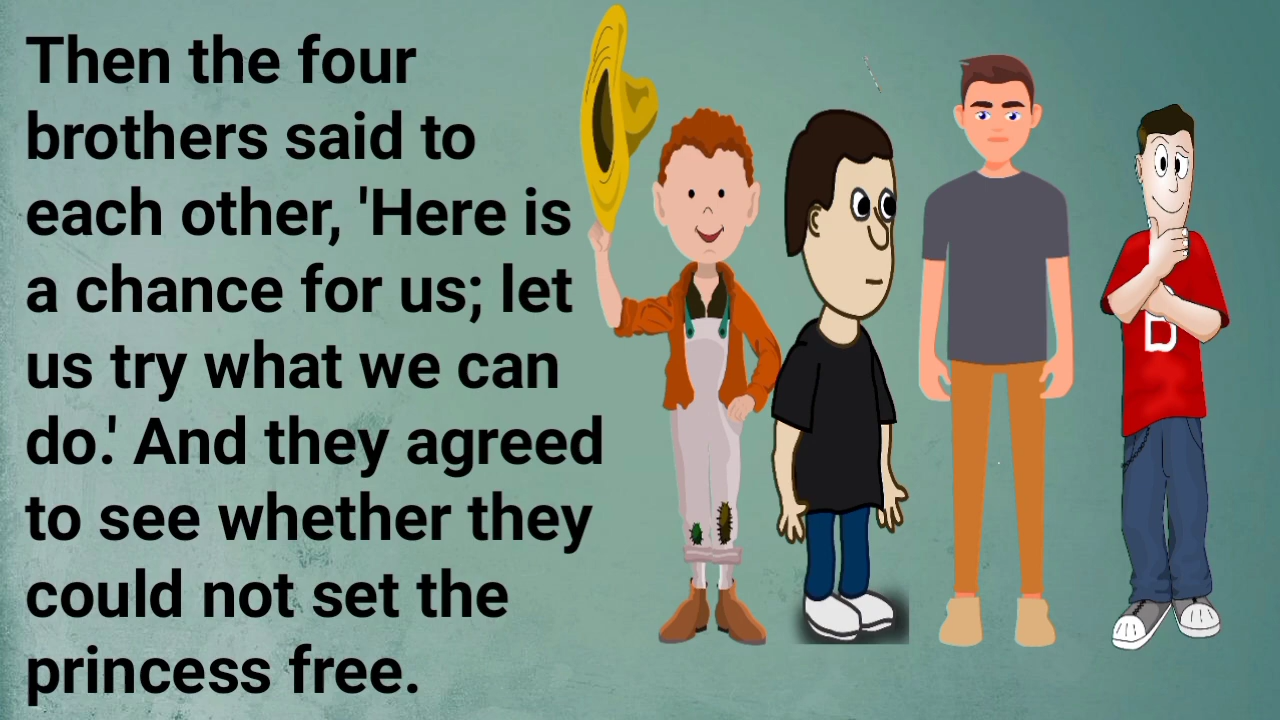 Then the four
brothers said to
each other, 'Here is
a chance for us; let
us try what we can
do.' And they agreed
to see whether they
could not set the
princess free.